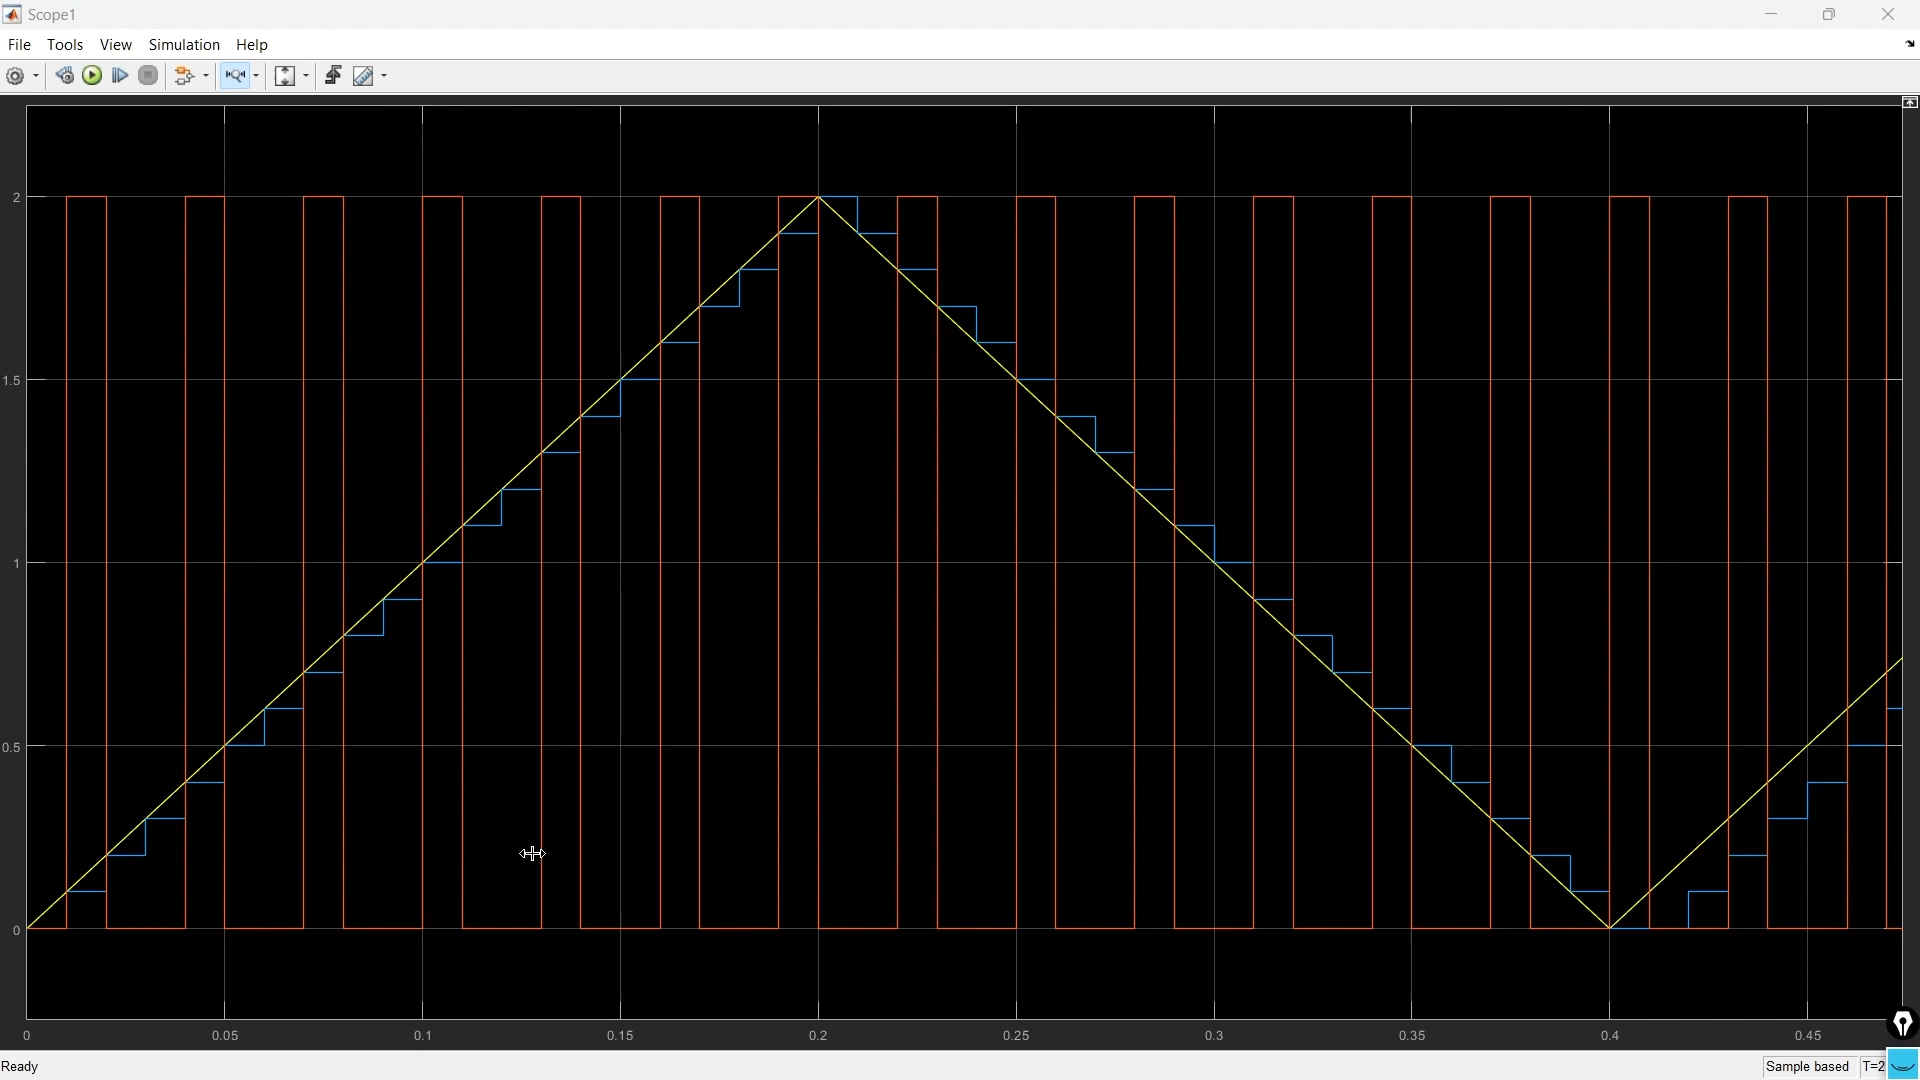 Scope1
File Tools View Simulation Help
2
1.5
1
0.5
0
0 0.05 0.1 0.15 0.2 0.25 0.3 0.35 0.4 0.45
Ready
Sample based T=2